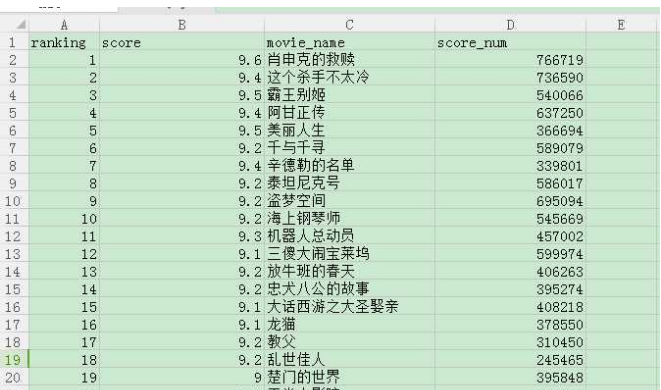 A B C D E
1 ranking score movie_name score_num
2 1 9.6 肖申克的救赎 766719
3 2 9.4 这个杀手不太冷 736590
4 3 9.5 霸王别姬 540066
5 4 9.4 阿甘正传 637250
6 5 9.5 美丽人生 366694
7 6 9.2 千与千寻 589079
8 7 9.4 辛德勒的名单 339801
9 8 9.2 泰坦尼克号 586017
10 9 9.2 盗梦空间 695094
11 10 9.2 海上钢琴师 545669
12 11 9.3 机器人总动员 457002
13 12 9.1 三傻大闹宝莱坞 599974
14 13 9.2 放牛班的春天 406263
15 14 9.2 忠犬八公的故事 395274
16 15 9.1 大话西游之大圣娶亲 408218
17 16 9.1 龙猫 378550
18 17 9.2 教父 310450
19 18 9.2 乱世佳人 245465
20 19 9 楚门的世界 395848